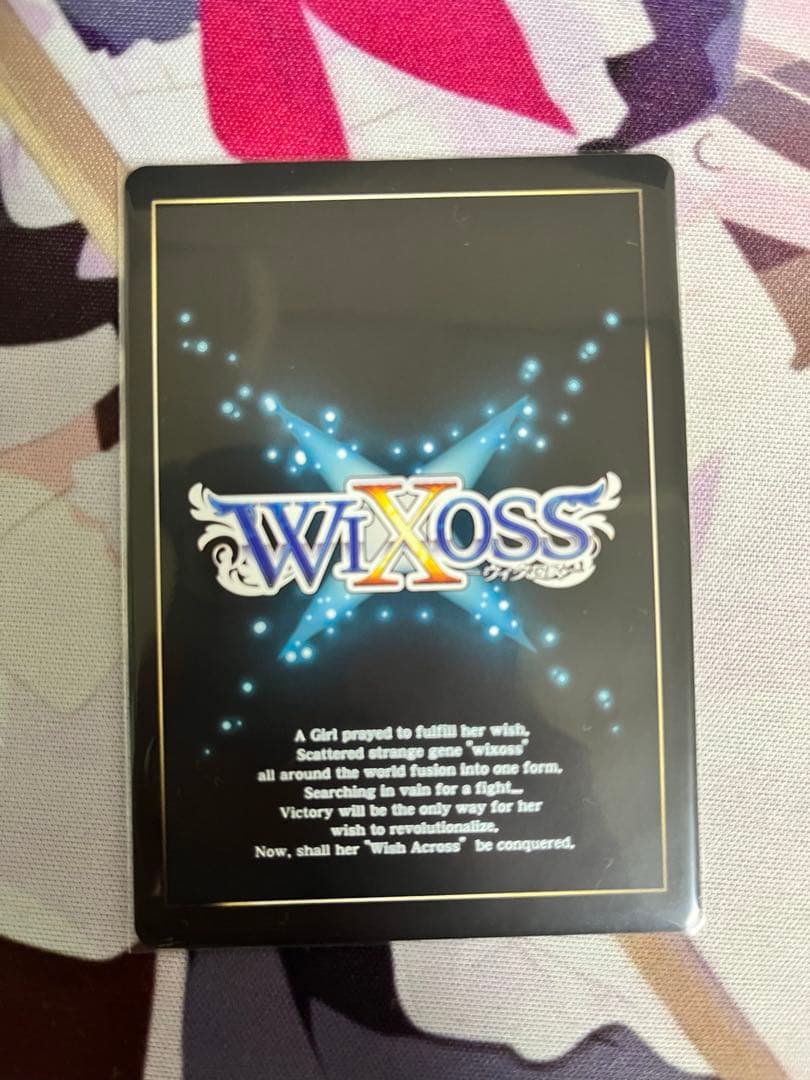 WIXOSS
ウィクロス
A Girl prayed to fulfill her wish,
Scattered strange gene "wixoss"
all around the world fusion into one form.
Searching in vain for a fight...
Victory will be the only way for her
wish to revolutionalize.
Now, shall her "Wish Across" be conquered.